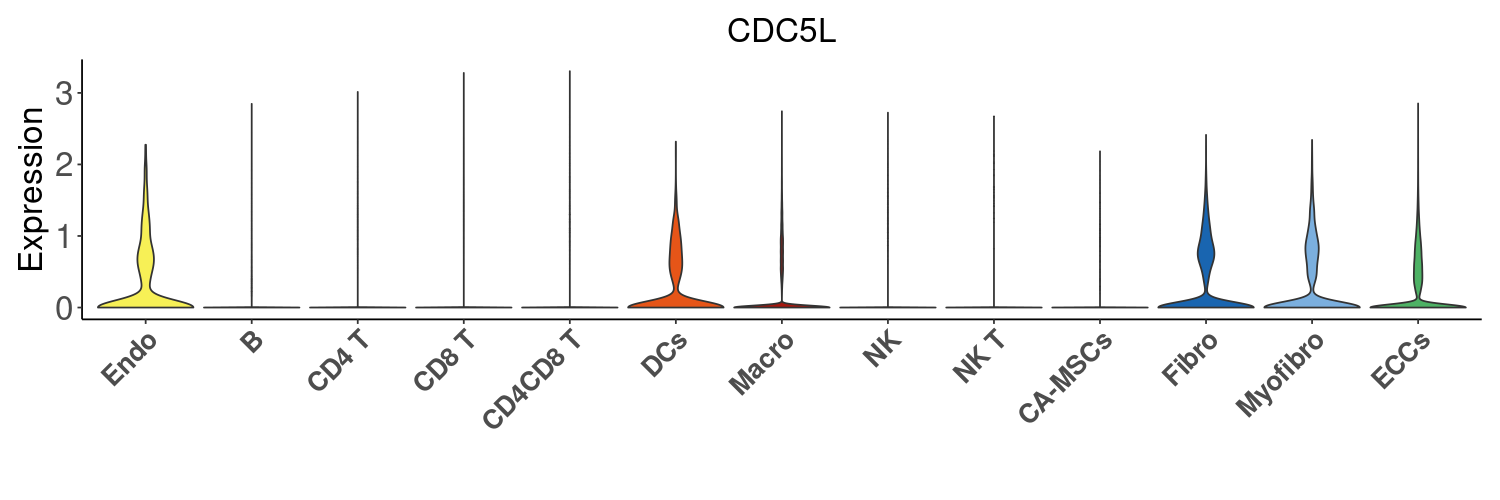 CDC5L
Expression
3
2
1
0
Endo
B
CD4 T
CD8 T
CD4CD8 T
DCs
Macro
NK
NK T
CA-MSCs
Fibro
Myofibro
ECCs